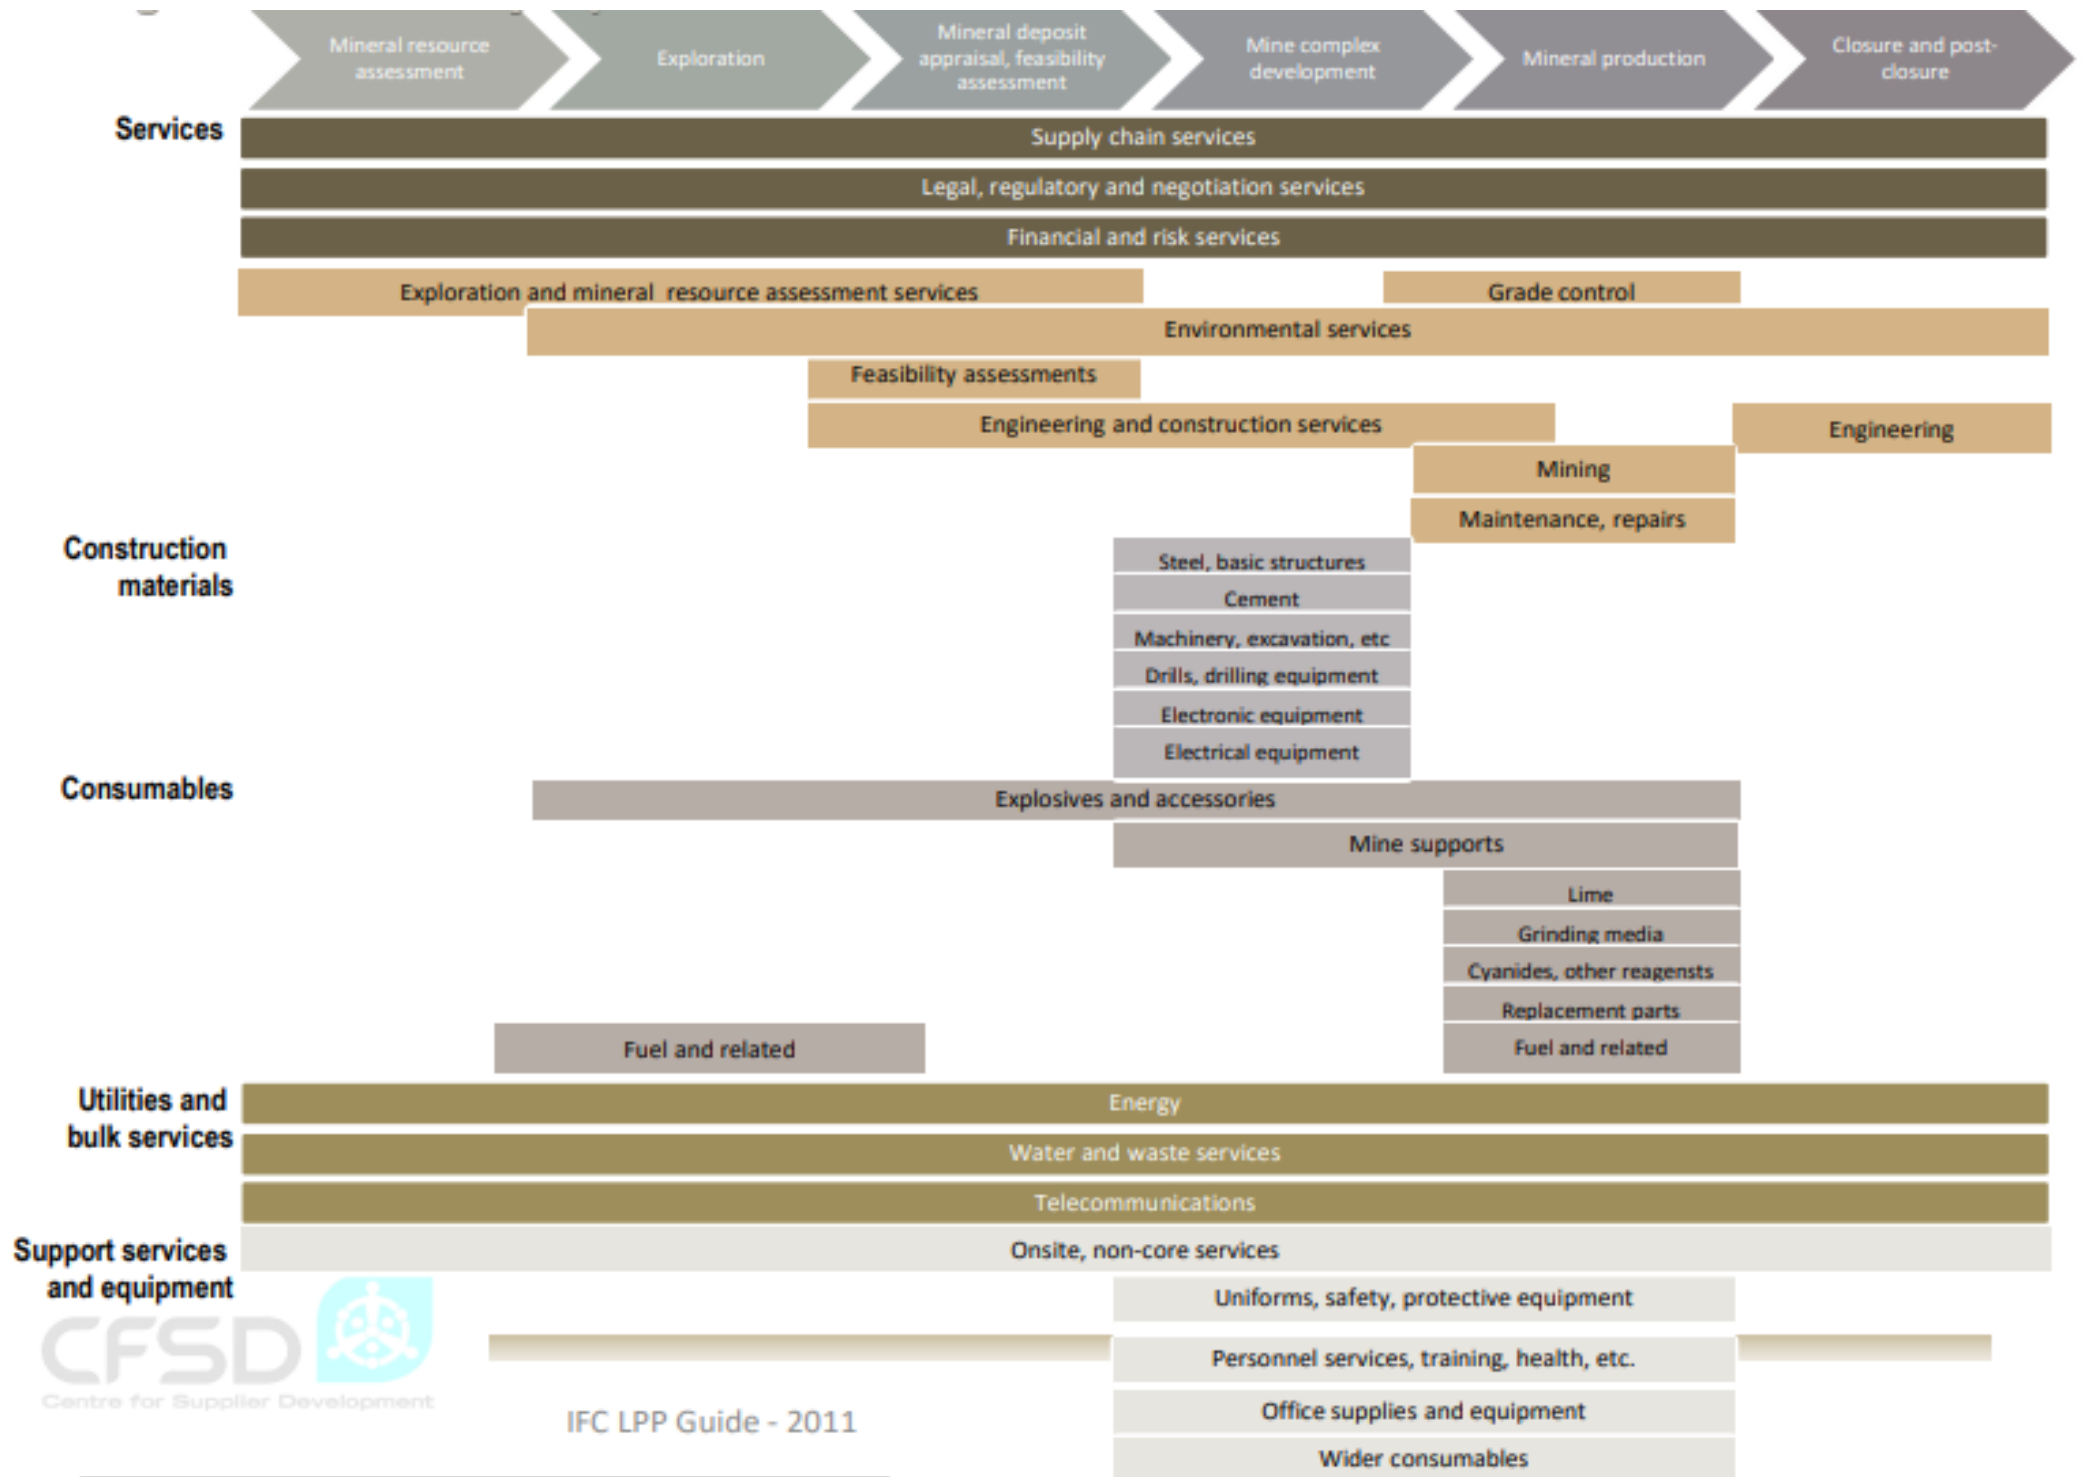 Mineral resource
assessment
Exploration
Mineral deposit
appraisal, feasibility
assessment
Mine complex
development
Mineral production
Closure and post-
closure
Services
Supply chain services
Legal, regulatory and negotiation services
Financial and risk services
Exploration and mineral resource assessment services
Grade control
Environmental services
Feasibility assessments
Engineering and construction services
Engineering
Mining
Maintenance, repairs
Construction
materials
Steel, basic structures
Cement
Machinery, excavation, etc
Drills, drilling equipment
Electronic equipment
Electrical equipment
Consumables
Explosives and accessories
Mine supports
Lime
Grinding media
Cyanides, other reagensts
Replacement parts
Fuel and related
Fuel and related
Utilities and
bulk services
Energy
Water and waste services
Telecommunications
Support services
and equipment
Onsite, non-core services
Uniforms, safety, protective equipment
Personnel services, training, health, etc.
Office supplies and equipment
Wider consumables
CFSD
Centre for Supplier Development
IFC LPP Guide - 2011